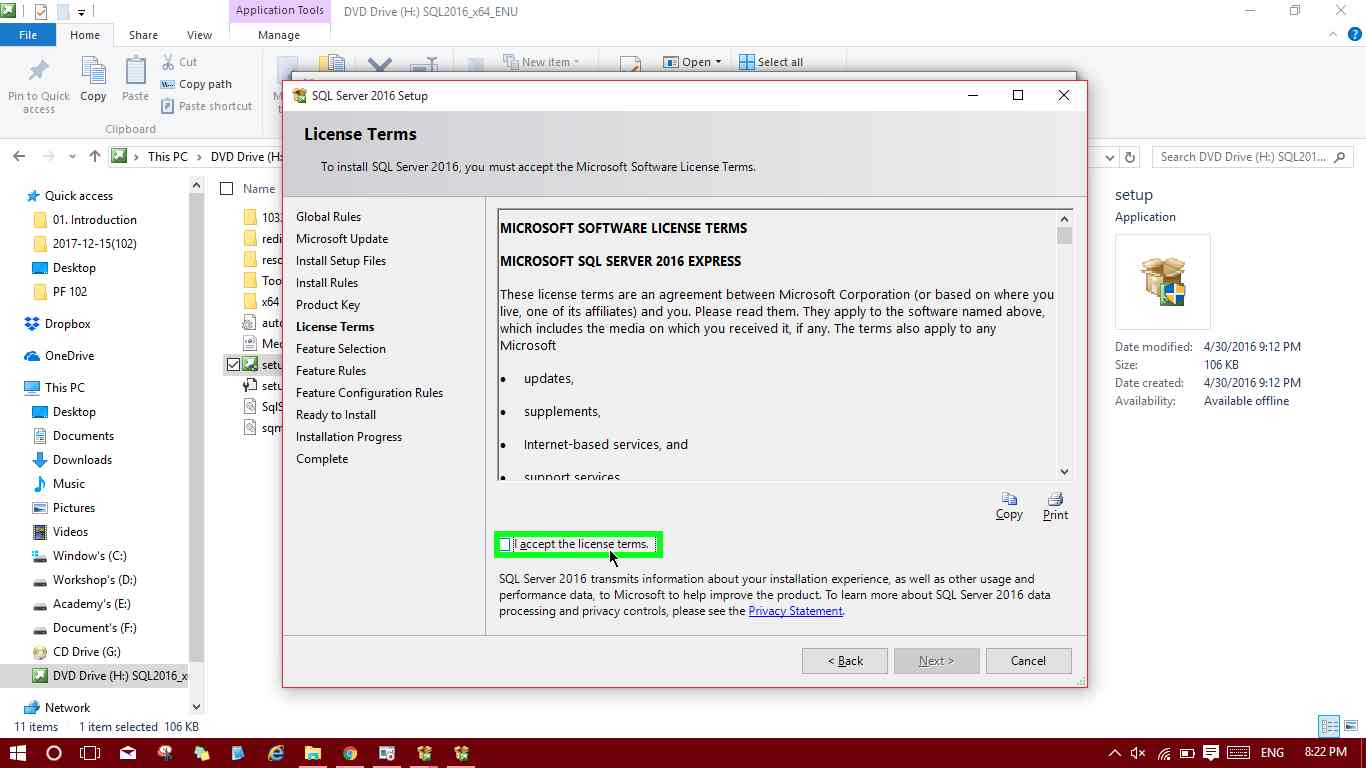 Application Tools
DVD Drive (H:) SQL2016_x64_ENU
File
Home
Share
View
Manage
Pin to Quick
access
Copy
Paste
Cut
Copy path
Paste shortcut
Clipboard
New item
Open
Select all
This PC
DVD Drive (H:
Search DVD Drive (H:) SQL201...
Quick access
01. Introduction
2017-12-15(102)
Desktop
PF 102
Dropbox
OneDrive
This PC
Desktop
Documents
Downloads
Music
Pictures
Videos
Window's (C:)
Workshop's (D:)
Academy's (E:)
Document's (F:)
CD Drive (G:)
DVD Drive (H:) SQL2016_x
Network
11 items
1 item selected 106 KB
Name
103
redi
reso
Too
x64
auto
Med
setu
setu
SqlS
sqm
SQL Server 2016 Setup
License Terms
To install SQL Server 2016, you must accept the Microsoft Software License Terms.
Global Rules
Microsoft Update
Install Setup Files
Install Rules
Product Key
License Terms
Feature Selection
Feature Rules
Feature Configuration Rules
Ready to Install
Installation Progress
Complete
MICROSOFT SOFTWARE LICENSE TERMS
MICROSOFT SQL SERVER 2016 EXPRESS
These license terms are an agreement between Microsoft Corporation (or based on where you
live, one of its affiliates) and you. Please read them. They apply to the software named above,
which includes the media on which you received it, if any. The terms also apply to any
Microsoft
• updates,
• supplements,
• Internet-based services, and
• support services
Copy
Print
I accept the license terms.
SQL Server 2016 transmits information about your installation experience, as well as other usage and
performance data, to Microsoft to help improve the product. To learn more about SQL Server 2016 data
processing and privacy controls, please see the Privacy Statement.
< Back
Next >
Cancel
setup
Application
Date modified: 4/30/2016 9:12 PM
Size: 106 KB
Date created: 4/30/2016 9:12 PM
Availability: Available offline
ENG
8:22 PM